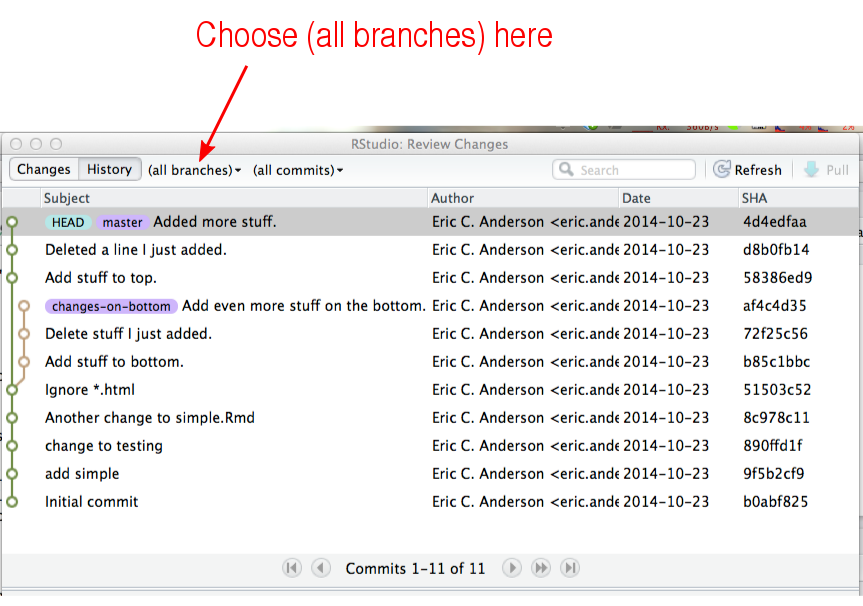 Choose (all branches) here
RStudio: Review Changes
Changes History (all branches) (all commits) Search Refresh Pull
Subject Author Date SHA
HEAD master Added more stuff. Eric C. Anderson <eric.ande 2014-10-23 4d4edfaa
Deleted a line I just added. Eric C. Anderson <eric.ande 2014-10-23 d8b0fb14
Add stuff to top. Eric C. Anderson <eric.ande 2014-10-23 58386ed9
changes-on-bottom Add even more stuff on the bottom. Eric C. Anderson <eric.ande 2014-10-23 af4c4d35
Delete stuff I just added. Eric C. Anderson <eric.ande 2014-10-23 72f25c56
Add stuff to bottom. Eric C. Anderson <eric.ande 2014-10-23 b85c1bbc
Ignore *.html Eric C. Anderson <eric.ande 2014-10-23 51503c52
Another change to simple.Rmd Eric C. Anderson <eric.ande 2014-10-23 8c978c11
change to testing Eric C. Anderson <eric.ande 2014-10-23 890ffd1f
add simple Eric C. Anderson <eric.ande 2014-10-23 9f5b2cf9
Initial commit Eric C. Anderson <eric.ande 2014-10-23 b0abf825
Commits 1-11 of 11